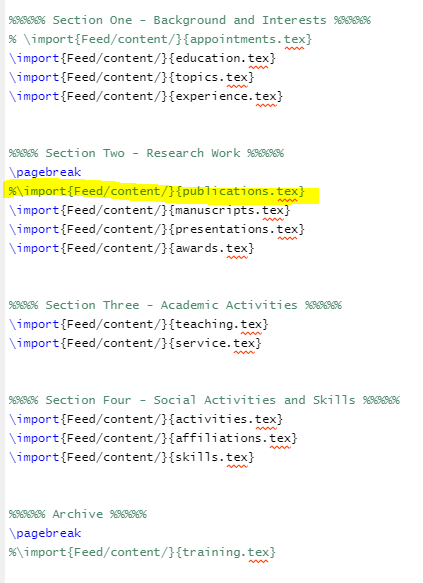 %%%%% Section One - Background and Interests %%%%%
% \import{Feed/content/}{appointments.tex}
\import{Feed/content/}{education.tex}
\import{Feed/content/}{topics.tex}
\import{Feed/content/}{experience.tex}
%%%% Section Two - Research Work %%%%%
\pagebreak
%\import{Feed/content/}{publications.tex}
\import{Feed/content/}{manuscripts.tex}
\import{Feed/content/}{presentations.tex}
\import{Feed/content/}{awards.tex}
%%%% Section Three - Academic Activities %%%%%
\import{Feed/content/}{teaching.tex}
\import{Feed/content/}{service.tex}
%%%% Section Four - Social Activities and Skills %%%%%
\import{Feed/content/}{activities.tex}
\import{Feed/content/}{affiliations.tex}
\import{Feed/content/}{skills.tex}
%%%%% Archive %%%%%
\pagebreak
%\import{Feed/content/}{training.tex}